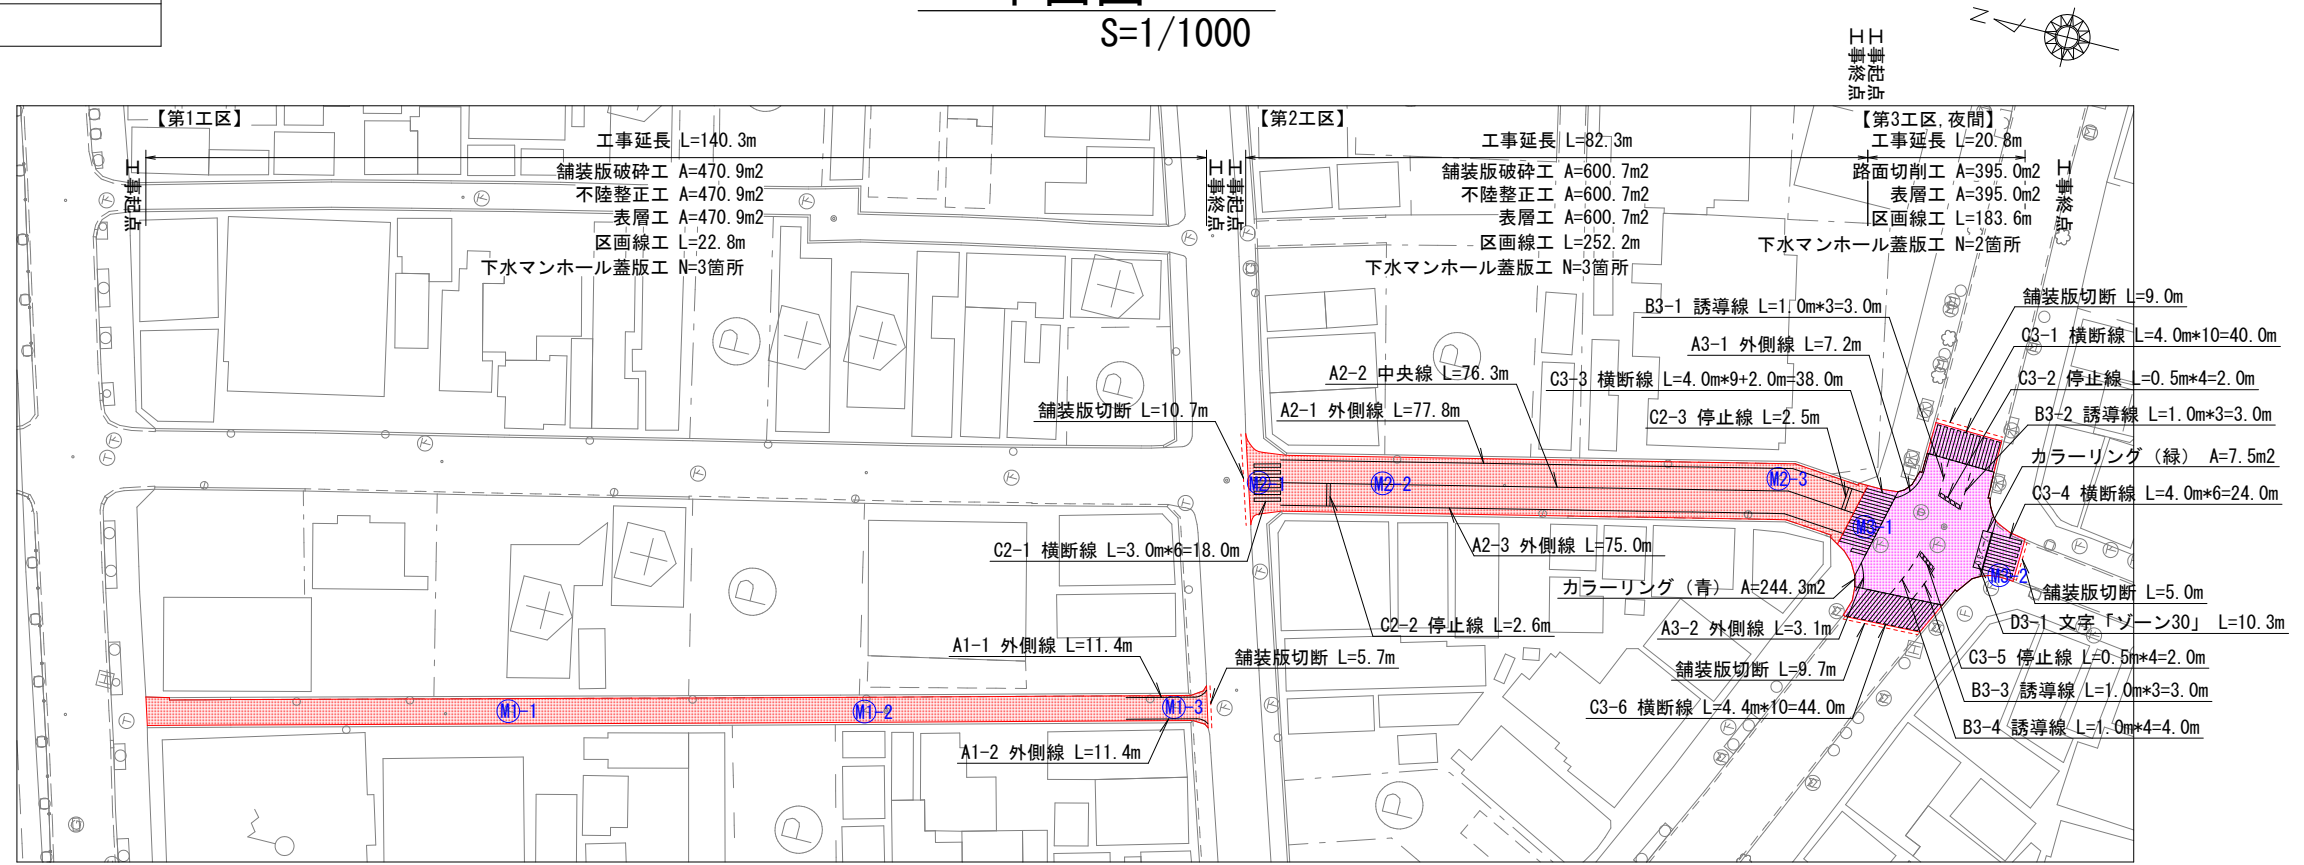 S=1/1000
N
工事起点
工事終点
【第1工区】
工事延長 L=140.3m
舗装版破砕工 A=470.9m2
不陸整正工 A=470.9m2
表層工 A=470.9m2
区画線工 L=22.8m
下水マンホール蓋版工 N=3箇所
工事起点
工事終点
工事起点
【第2工区】
工事延長 L=82.3m
舗装版破砕工 A=600.7m2
不陸整正工 A=600.7m2
表層工 A=600.7m2
区画線工 L=252.2m
下水マンホール蓋版工 N=3箇所
【第3工区,夜間】
工事延長 L=20.8m
路面切削工 A=395.0m2
表層工 A=395.0m2
区画線工 L=183.6m
下水マンホール蓋版工 N=2箇所
工事終点
B3-1 誘導線 L=1.0m*3=3.0m
A3-1 外側線 L=7.2m
A2-2 中央線 L=76.3m
C3-3 横断線 L=4.0m*9+2.0m=38.0m
舗装版切断 L=10.7m
A2-1 外側線 L=77.8m
C2-3 停止線 L=2.5m
舗装版切断 L=9.0m
C3-1 横断線 L=4.0m*10=40.0m
C3-2 停止線 L=0.5m*4=2.0m
B3-2 誘導線 L=1.0m*3=3.0m
カラーリング（緑） A=7.5m2
C3-4 横断線 L=4.0m*6=24.0m
M2-1
M2-2
M2-3
M3-1
M3-2
C2-1 横断線 L=3.0m*6=18.0m
A2-3 外側線 L=75.0m
カラーリング（青） A=244.3m2
C2-2 停止線 L=2.6m
A3-2 外側線 L=3.1m
舗装版切断 L=5.0m
D3-1 文字「ゾーン30」 L=10.3m
A1-1 外側線 L=11.4m
舗装版切断 L=5.7m
舗装版切断 L=9.7m
C3-5 停止線 L=0.5m*4=2.0m
B3-3 誘導線 L=1.0m*3=3.0m
C3-6 横断線 L=4.4m*10=44.0m
B3-4 誘導線 L=1.0m*4=4.0m
M1-1
M1-2
M1-3
A1-2 外側線 L=11.4m
P
P
P
P
P
P